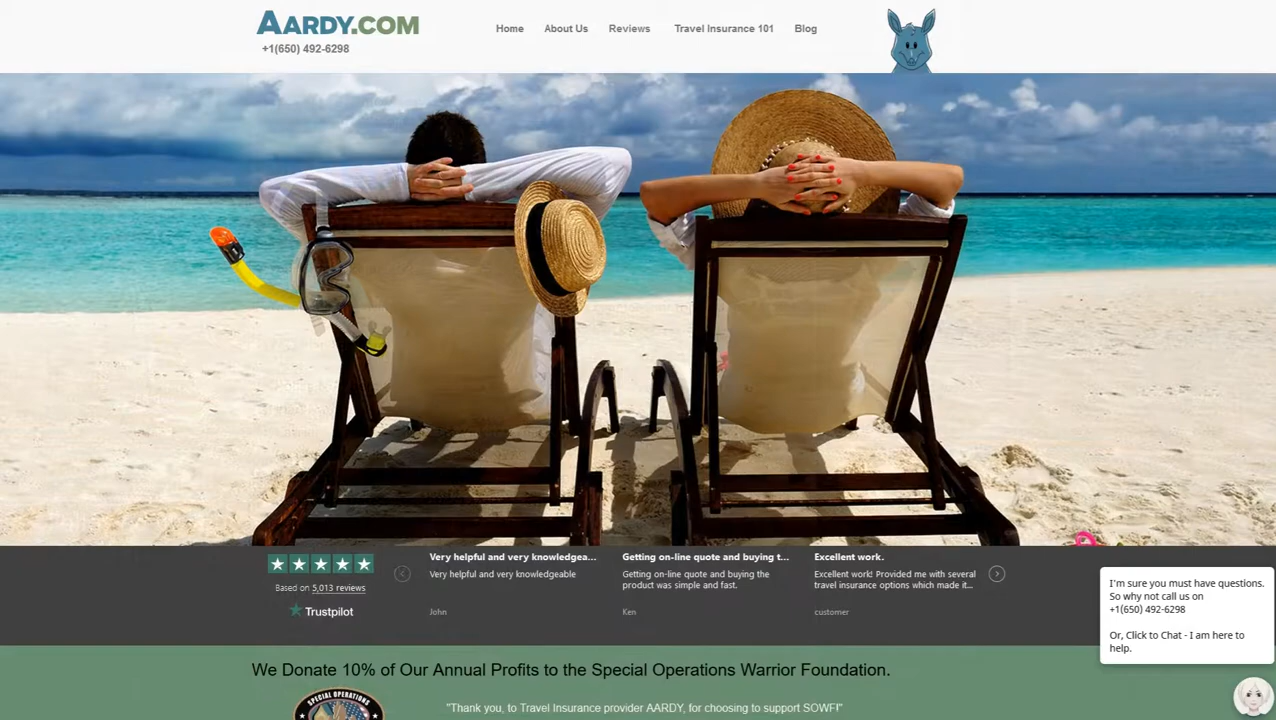 AARDY.COM
+1(650) 492-6298
Home About Us Reviews Travel Insurance 101 Blog
Based on 5,013 reviews
Trustpilot
Very helpful and very knowledgea...
Very helpful and very knowledgeable
John
Getting on-line quote and buying t...
Getting on-line quote and buying the
product was simple and fast.
Ken
Excellent work.
Excellent work! Provided me with several
travel insurance options which made it...
customer
I'm sure you must have questions.
So why not call us on
+1(650) 492-6298
Or, Click to Chat - I am here to
help.
We Donate 10% of Our Annual Profits to the Special Operations Warrior Foundation.
SPECIAL OPERATIONS
"Thank you, to Travel Insurance provider AARDY, for choosing to support SOWF!"